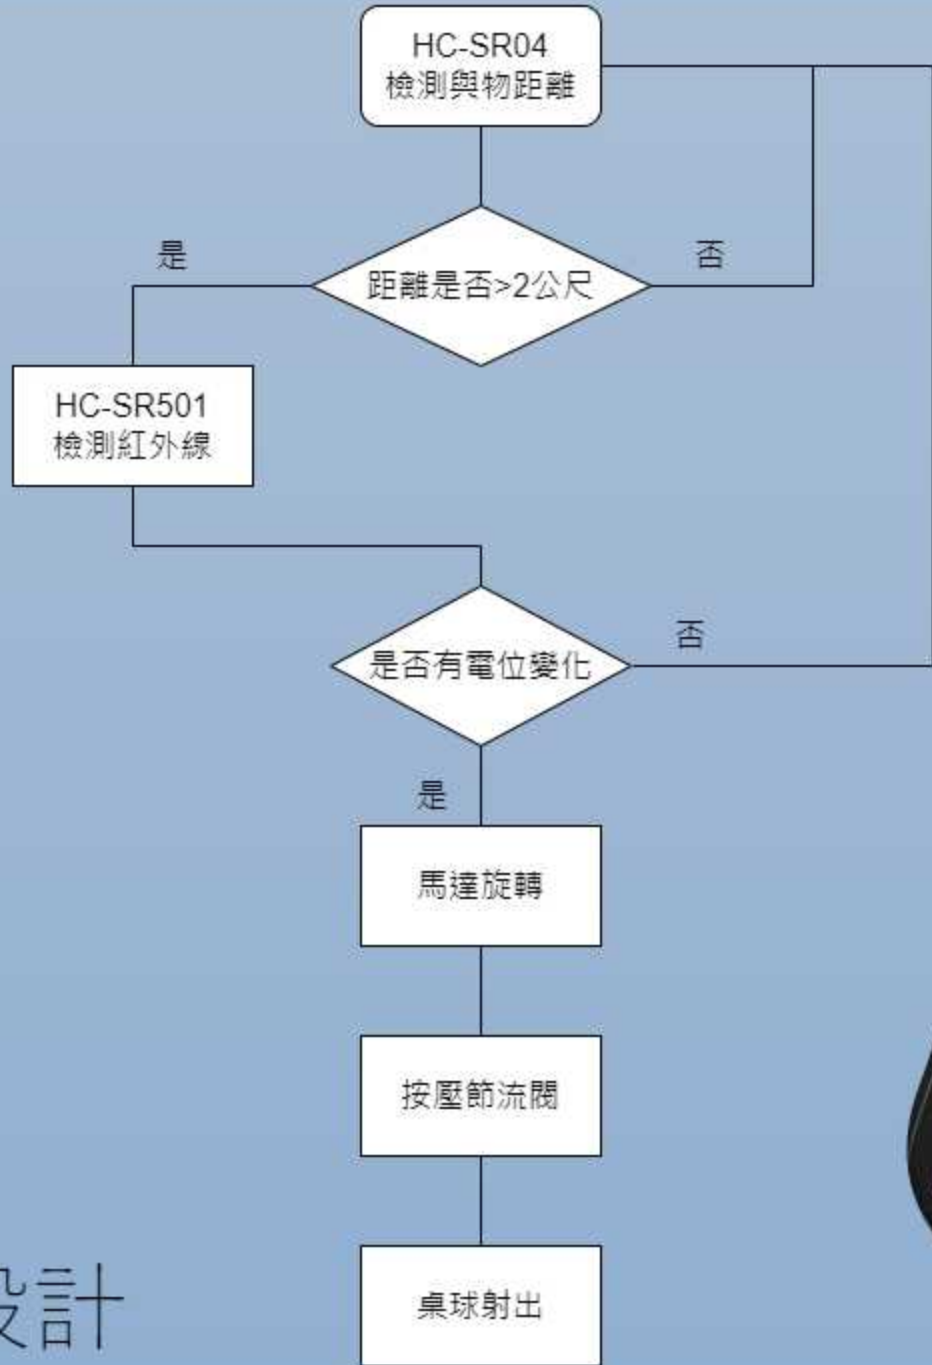 HC-SR04
檢測與物距離
是
否
距離是否>2公尺
HC-SR501
檢測紅外線
否
是否有電位變化
是
馬達旋轉
按壓節流閥
桌球射出
設計